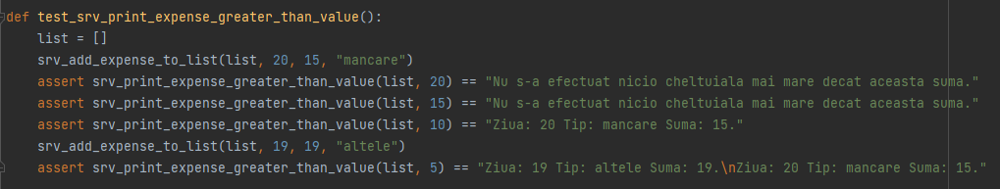 def test_srv_print_expense_greater_than_value():
    list = []
    srv_add_expense_to_list(list, 20, 15, "mancare")
    assert srv_print_expense_greater_than_value(list, 20) == "Nu s-a efectuat nicio cheltuiala mai mare decat aceasta suma."
    assert srv_print_expense_greater_than_value(list, 15) == "Nu s-a efectuat nicio cheltuiala mai mare decat aceasta suma."
    assert srv_print_expense_greater_than_value(list, 10) == "Ziua: 20 Tip: mancare Suma: 15."
    srv_add_expense_to_list(list, 19, 19, "altele")
    assert srv_print_expense_greater_than_value(list, 5) == "Ziua: 19 Tip: altele Suma: 19.\nZiua: 20 Tip: mancare Suma: 15."